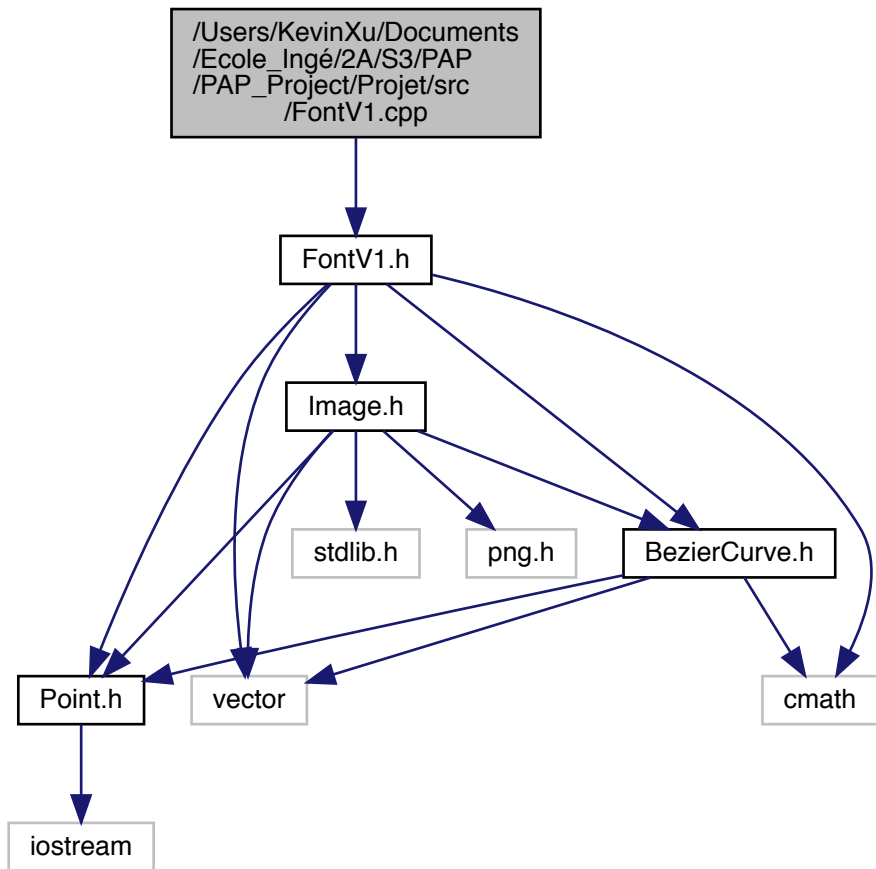 /Users/KevinXu/Documents
/Ecole_Ingé/2A/S3/PAP
/PAP_Project/Projet/src
/FontV1.cpp
FontV1.h
Image.h
stdlib.h
png.h
BezierCurve.h
Point.h
vector
cmath
iostream